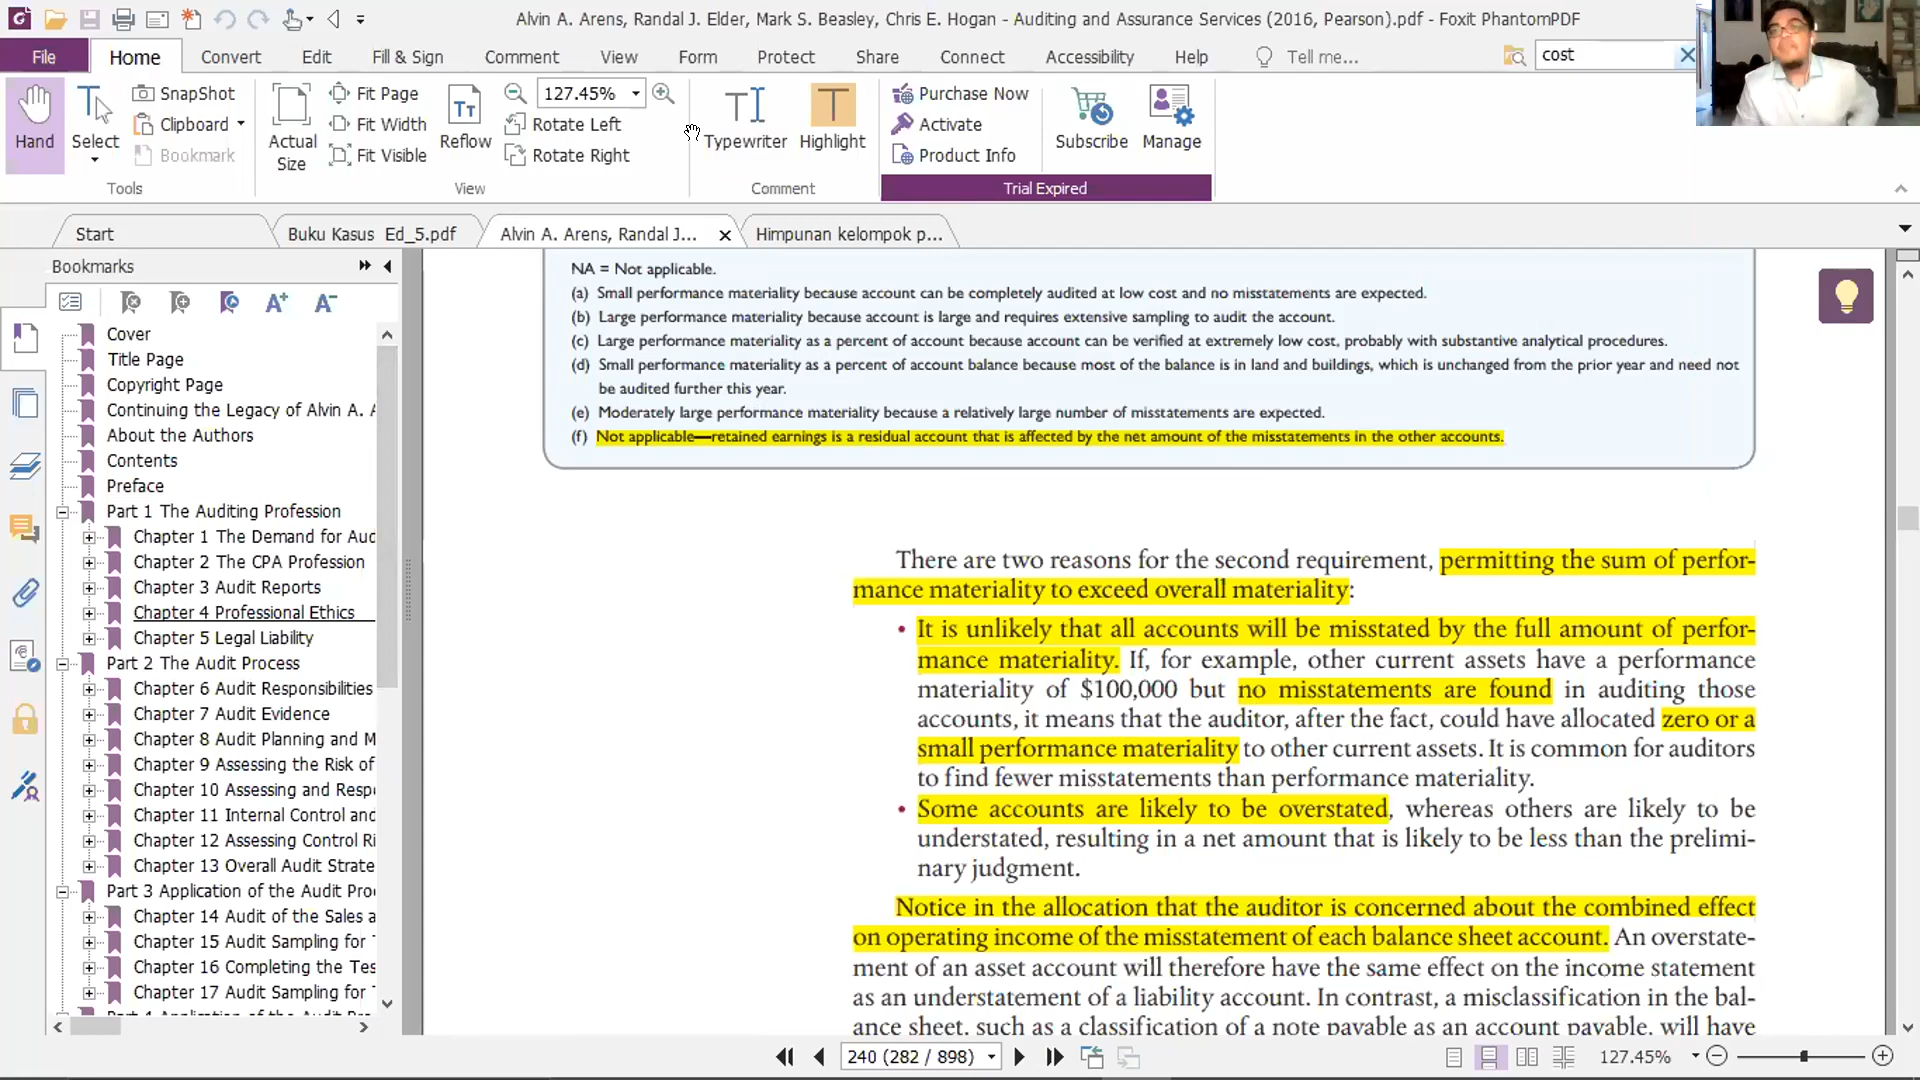 Alvin A. Arens, Randal J. Elder, Mark S. Beasley, Chris E. Hogan - Auditing and Assurance Services (2016, Pearson).pdf - Foxit PhantomPDF
File Home Convert Edit Fill & Sign Comment View Form Protect Share Connect Accessibility Help Tell me... cost
Hand
Select
SnapShot
Clipboard
Bookmark
Tools
Actual Size
Fit Page
Fit Width
Fit Visible
Reflow
127.45%
Rotate Left
Rotate Right
View
Typewriter
Highlight
Comment
Purchase Now
Activate
Product Info
Subscribe
Manage
Trial Expired
Start Buku Kasus Ed_5.pdf Alvin A. Arens, Randal J... Himpunan kelompok p...
Bookmarks
Cover
Title Page
Copyright Page
Continuing the Legacy of Alvin A. A
About the Authors
Contents
Preface
Part 1 The Auditing Profession
Chapter 1 The Demand for Aud
Chapter 2 The CPA Profession
Chapter 3 Audit Reports
Chapter 4 Professional Ethics
Chapter 5 Legal Liability
Part 2 The Audit Process
Chapter 6 Audit Responsibilities
Chapter 7 Audit Evidence
Chapter 8 Audit Planning and M
Chapter 9 Assessing the Risk of
Chapter 10 Assessing and Resp
Chapter 11 Internal Control and
Chapter 12 Assessing Control Ri
Chapter 13 Overall Audit Strate
Part 3 Application of the Audit Pro
Chapter 14 Audit of the Sales a
Chapter 15 Audit Sampling for T
Chapter 16 Completing the Tes
Chapter 17 Audit Sampling for T
NA = Not applicable.
(a) Small performance materiality because account can be completely audited at low cost and no misstatements are expected.
(b) Large performance materiality because account is large and requires extensive sampling to audit the account.
(c) Large performance materiality as a percent of account because account can be verified at extremely low cost, probably with substantive analytical procedures.
(d) Small performance materiality as a percent of account balance because most of the balance is in land and buildings, which is unchanged from the prior year and need not
be audited further this year.
(e) Moderately large performance materiality because a relatively large number of misstatements are expected.
(f) Not applicable—retained earnings is a residual account that is affected by the net amount of the misstatements in the other accounts.
There are two reasons for the second requirement, permitting the sum of perfor-
mance materiality to exceed overall materiality:
• It is unlikely that all accounts will be misstated by the full amount of perfor-
mance materiality. If, for example, other current assets have a performance
materiality of $100,000 but no misstatements are found in auditing those
accounts, it means that the auditor, after the fact, could have allocated zero or a
small performance materiality to other current assets. It is common for auditors
to find fewer misstatements than performance materiality.
• Some accounts are likely to be overstated, whereas others are likely to be
understated, resulting in a net amount that is likely to be less than the prelimi-
nary judgment.
Notice in the allocation that the auditor is concerned about the combined effect
on operating income of the misstatement of each balance sheet account. An overstate-
ment of an asset account will therefore have the same effect on the income statement
as an understatement of a liability account. In contrast, a misclassification in the bal-
ance sheet, such as a classification of a note payable as an account payable, will have
240 (282 / 898)
127.45%